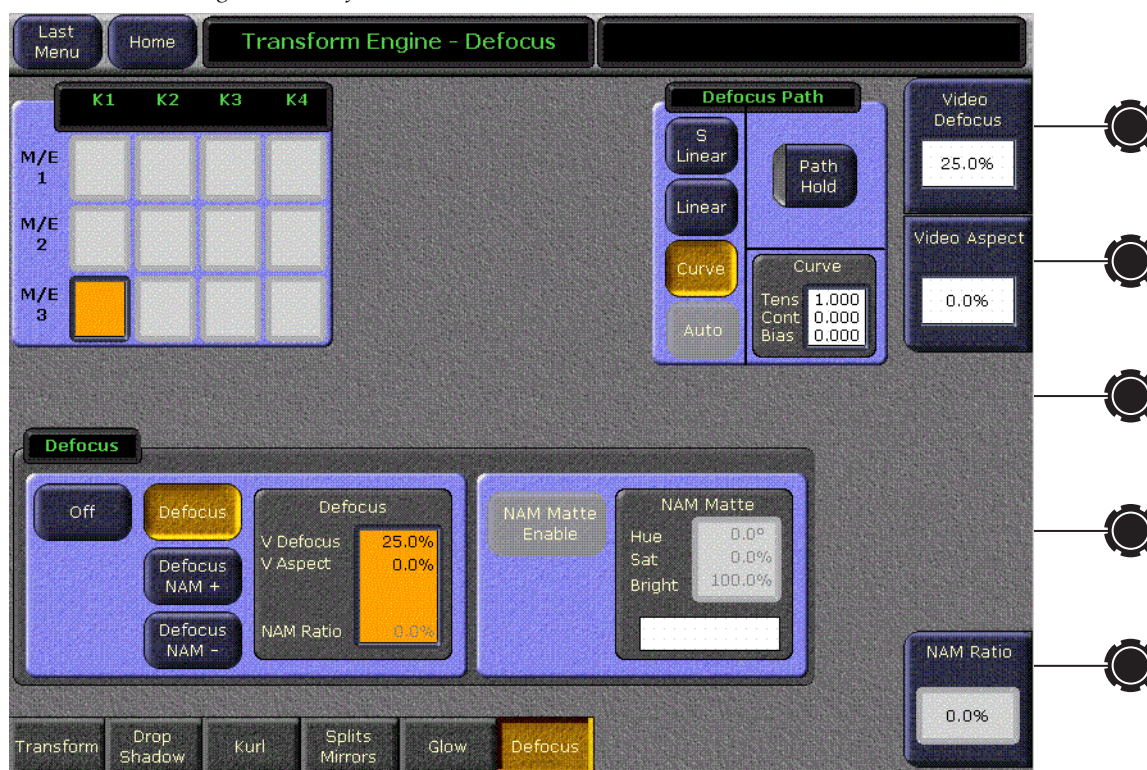 Last
Menu
Home
Transform Engine - Defocus
K1 K2 K3 K4
M/E
1
M/E
2
M/E
3
Defocus Path
S
Linear
Linear
Curve
Auto
Path
Hold
Curve
Tens 1.000
Cont 0.000
Bias 0.000
Video
Defocus
25.0%
Video Aspect
0.0%
Defocus
Off
Defocus
Defocus
NAM +
Defocus
NAM -
Defocus
V Defocus 25.0%
V Aspect 0.0%
NAM Ratio 0.0%
NAM Matte
Enable
NAM Matte
Hue 0.0°
Sat 0.0%
Bright 100.0%
NAM Ratio
0.0%
Transform
Drop
Shadow
Kurl
Splits
Mirrors
Glow
Defocus